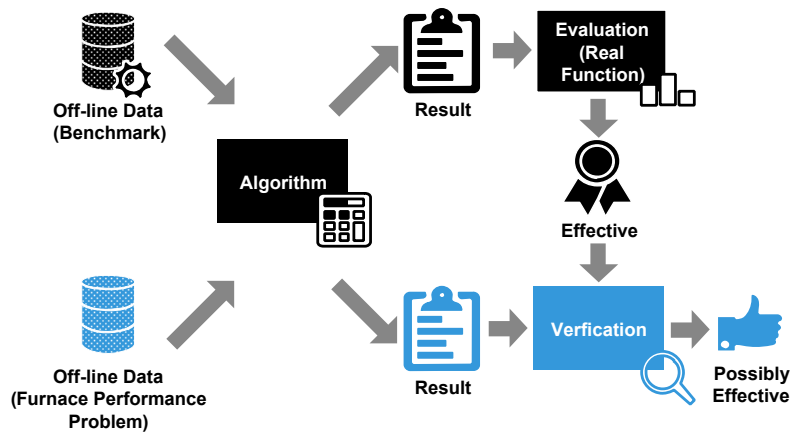 Off-line Data
(Benchmark)
Result
Evaluation
(Real
Function)
Algorithm
Effective
Off-line Data
(Furnace Performance
Problem)
Result
Verfication
Possibly
Effective